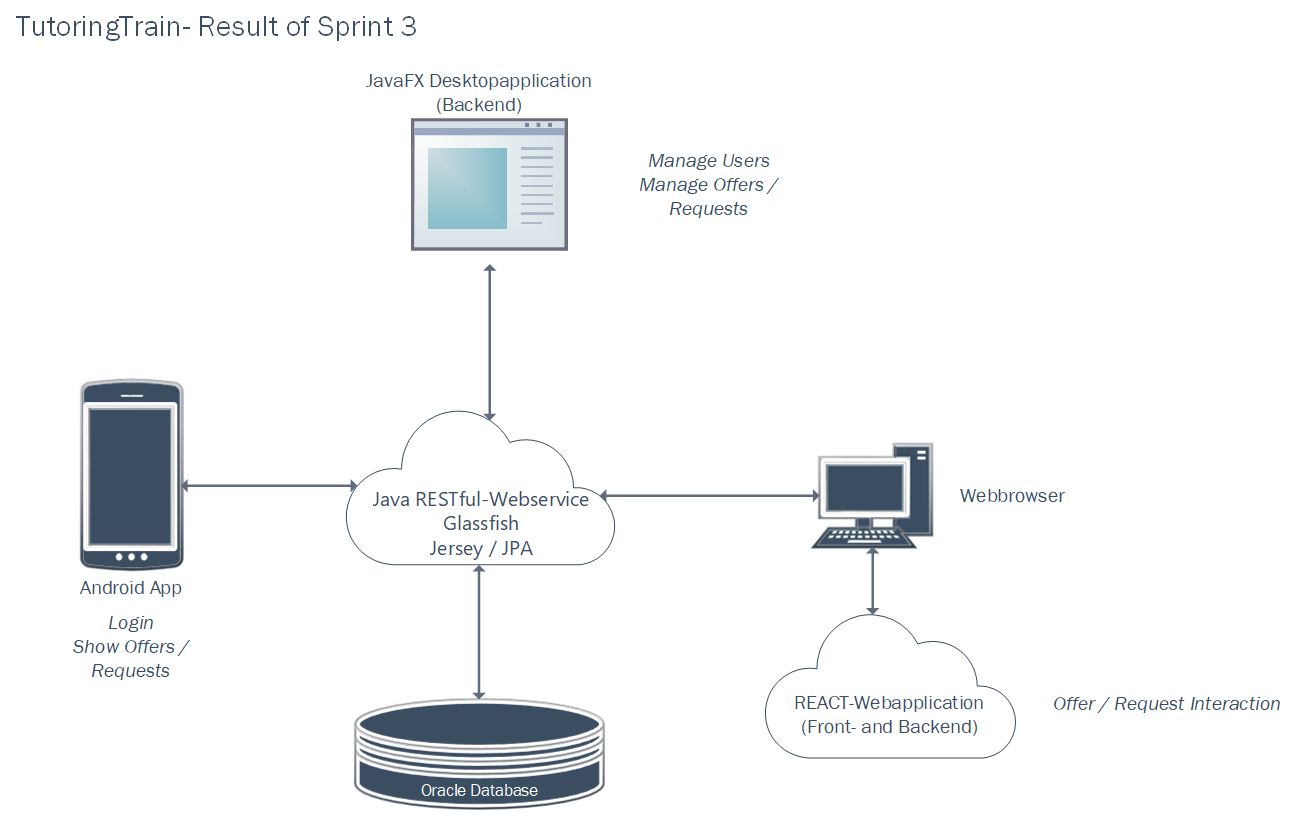 TutoringTrain- Result of Sprint 3
JavaFX Desktopapplication
(Backend)
Manage Users
Manage Offers /
Requests
Java RESTful-Webservice
Glassfish
Jersey / JPA
Webbrowser
Android App
Login
Show Offers /
Requests
REACT-Webapplication
(Front- and Backend)
Offer / Request Interaction
Oracle Database